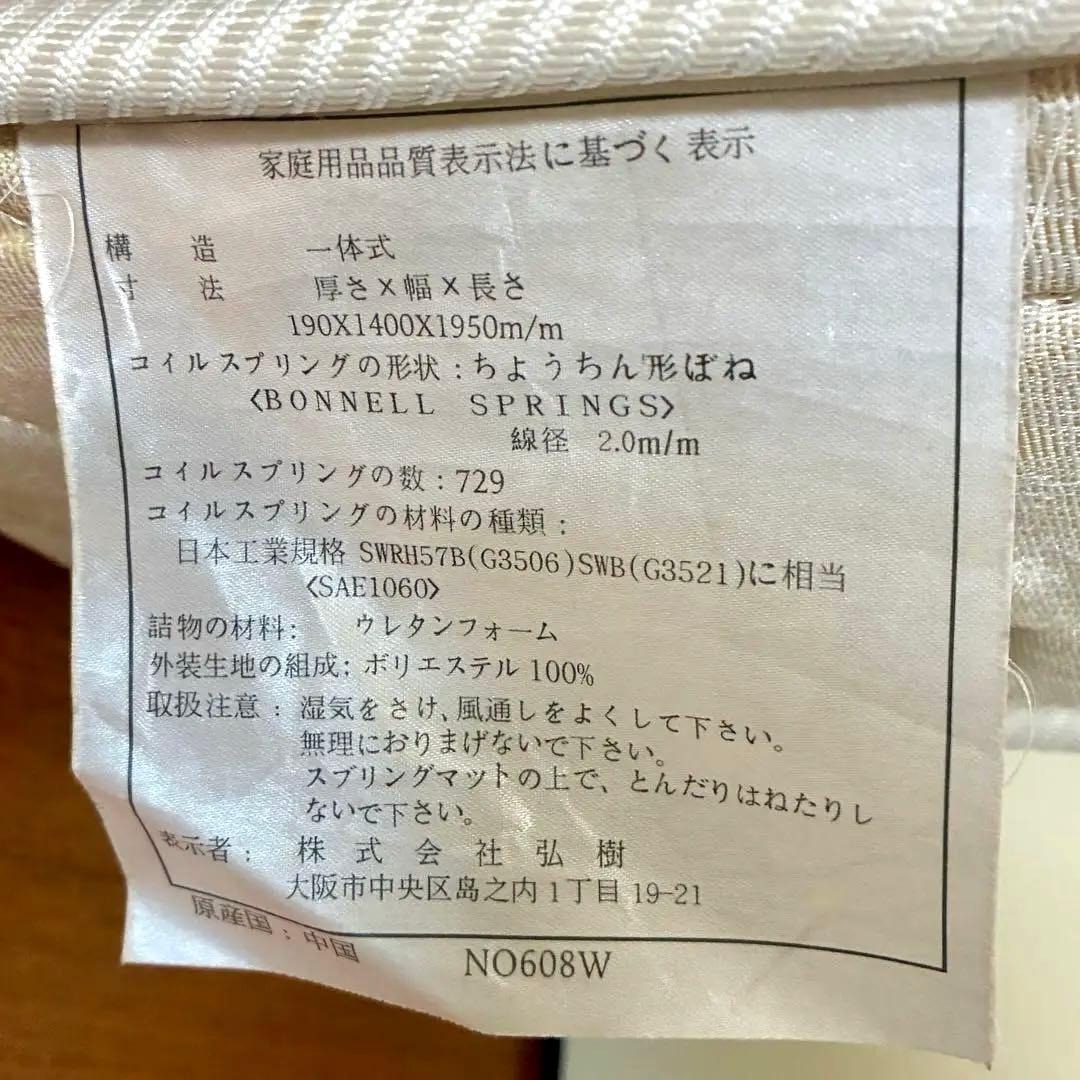 家庭用品品質表示法に基づく表示
構 造 一体式
寸 法 厚さ×幅×長さ
190X1400X1950m/m
コイルスプリングの形状:ちょうちん形ぼね
〈BONNELL SPRINGS〉
線径 2.0m/m
コイルスプリングの数:729
コイルスプリングの材料の種類:
日本工業規格 SWRH57B(G3506)SWB(G3521)に相当
〈SAE1060〉
詰物の材料: ウレタンフォーム
外装生地の組成: ポリエステル 100%
取扱注意: 湿気をさけ、風通しをよくして下さい。
無理におりまげないで下さい。
スプリングマットの上で、とんだりはねたりし
ないで下さい。
表示者: 株式会社弘樹
大阪市中央区島之内1丁目19-21
原産国:中国
NO608W